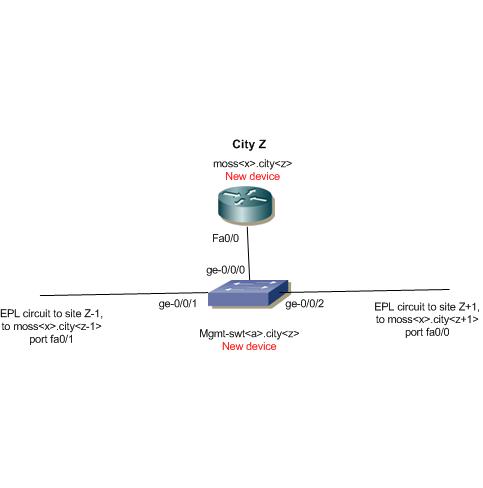 City Z
moss<x>.city<z>
New device
Fa0/0
ge-0/0/0
ge-0/0/1
ge-0/0/2
EPL circuit to site Z-1,
to moss<x>.city<z-1>
port fa0/1
EPL circuit to site Z+1,
to moss<x>.city<z+1>
port fa0/0
Mgmt-swt<a>.city<z>
New device